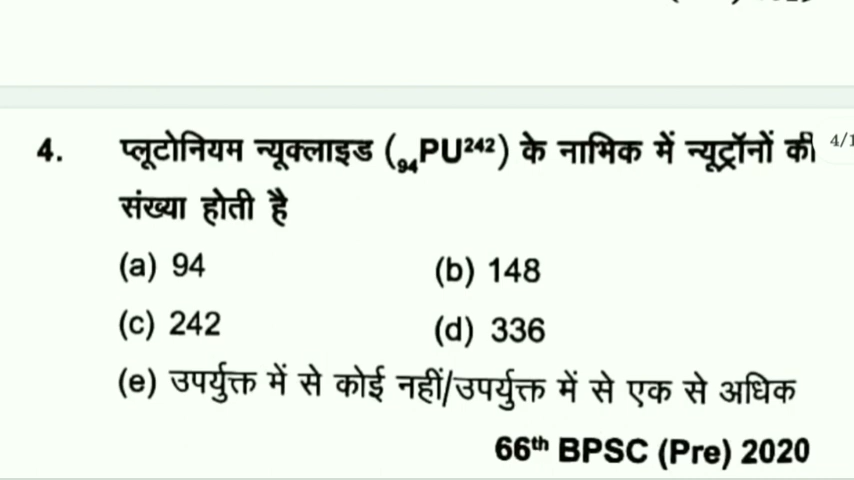 4. प्लूटोनियम न्यूक्लाइड (₉₄PU²⁴²) के नाभिक में न्यूट्रॉनों की
संख्या होती है
(a) 94 (b) 148
(c) 242 (d) 336
(e) उपर्युक्त में से कोई नहीं/उपर्युक्त में से एक से अधिक
66ᵗʰ BPSC (Pre) 2020